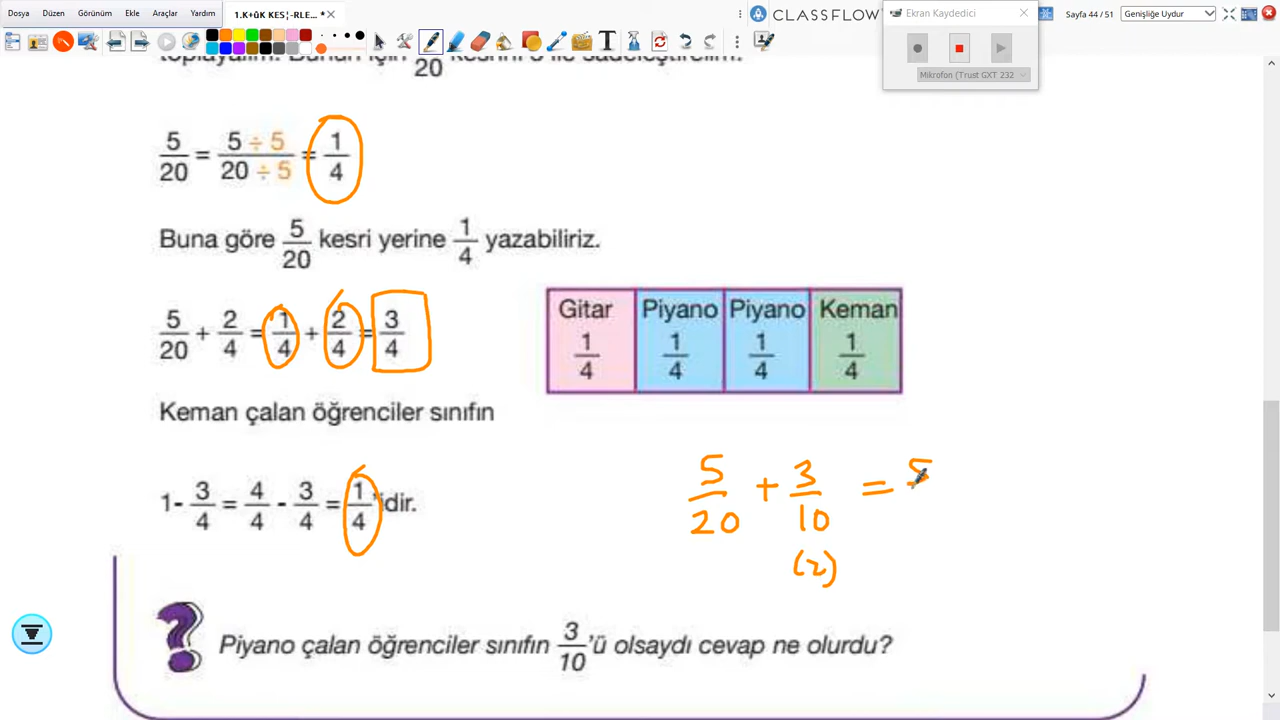 Dosya Düzen Görünüm Ekle Araçlar Yardım 1.K+ûK KES¦-RLE... *
CLASSFLOW
Ekran Kaydedici
Sayfa 44 / 51 Genişliğe Uydur
Mikrofon (Trust GXT 232
20
5/20 = 5 ÷ 5/20 ÷ 5 = 1/4
Buna göre 5/20 kesri yerine 1/4 yazabiliriz.
5/20 + 2/4 = 1/4 + 2/4 = 3/4
Gitar 1/4 Piyano 1/4 Piyano 1/4 Keman 1/4
Keman çalan öğrenciler sınıfın
1- 3/4 = 4/4 - 3/4 = 1/4'idir.
5/20 + 3/10 = 5
(2)
? Piyano çalan öğrenciler sınıfın 3/10'ü olsaydı cevap ne olurdu?